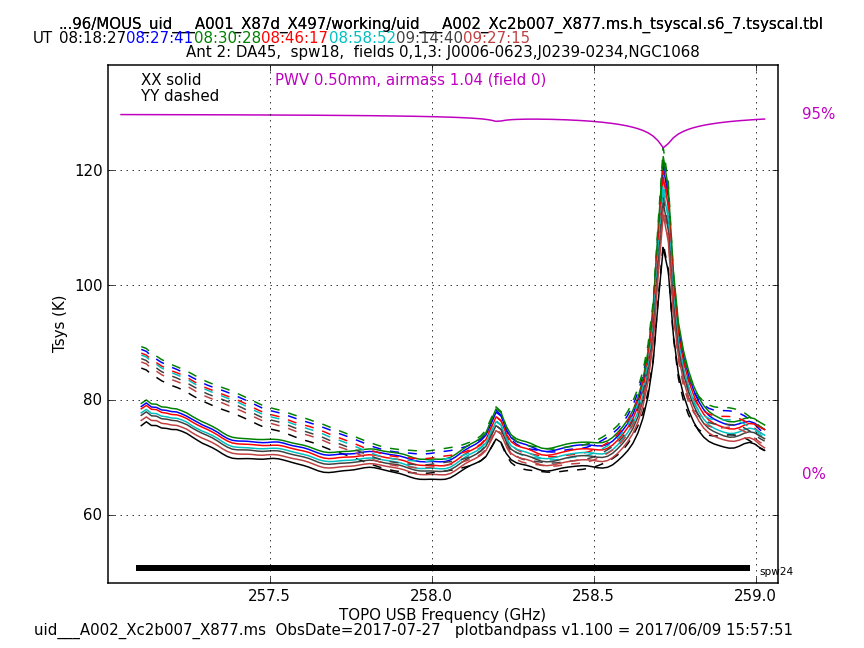 ...96/MOUS_uid___A001_X87d_X497/working/uid___A002_Xc2b007_X877.ms.h_tsyscal.s6_7.tsyscal.tbl
UT 08:18:27 08:27:41 08:30:28 08:46:17 08:58:52 09:14:40 09:27:15
Ant 2: DA45, spw18, fields 0,1,3: J0006-0623,J0239-0234,NGC1068
XX solid
YY dashed
PWV 0.50mm, airmass 1.04 (field 0)
95%
0%
120
100
80
60
Tsys (K)
spw24
257.5 258.0 258.5 259.0
TOPO USB Frequency (GHz)
uid___A002_Xc2b007_X877.ms ObsDate=2017-07-27 plotbandpass v1.100 = 2017/06/09 15:57:51